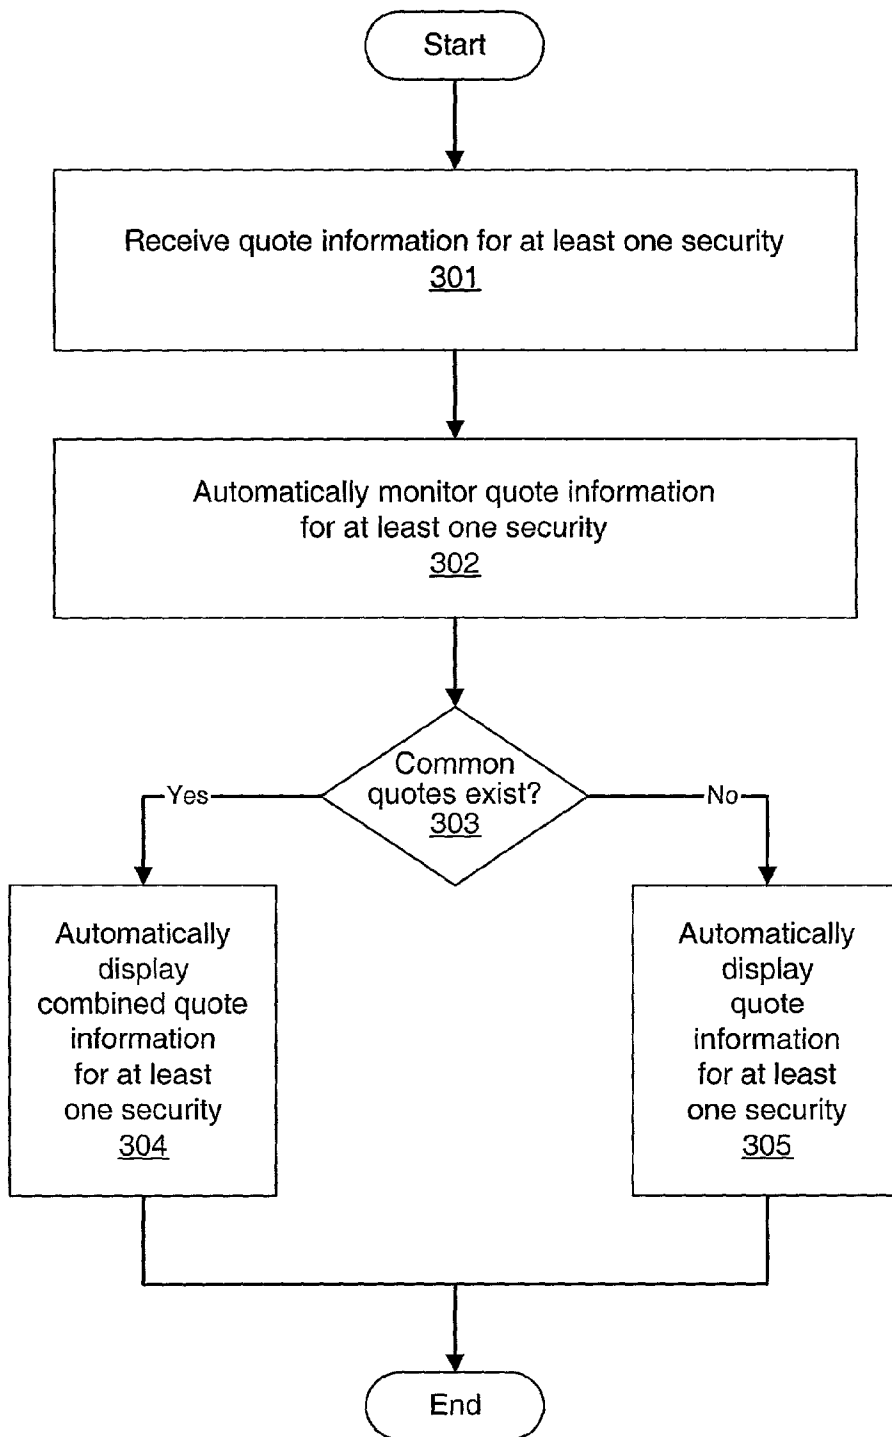 Start
Receive quote information for at least one security
301
Automatically monitor quote information
for at least one security
302
Common
quotes exist?
303
Yes
No
Automatically
display
combined quote
information
for at least
one security
304
Automatically
display
quote
information
for at least
one security
305
End